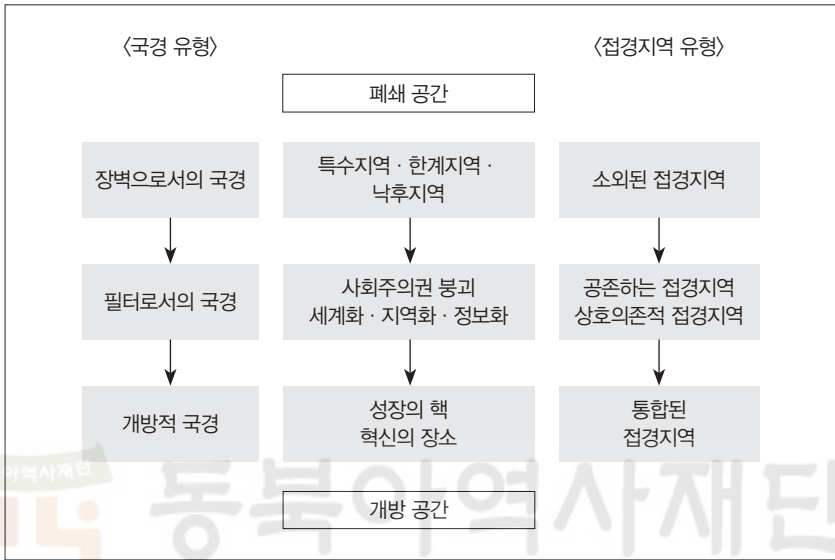 〈국경 유형〉
〈접경지역 유형〉
폐쇄 공간
장벽으로서의 국경
특수지역 · 한계지역 ·
낙후지역
소외된 접경지역
필터로서의 국경
사회주의권 붕괴
세계화 · 지역화 · 정보화
공존하는 접경지역
상호의존적 접경지역
개방적 국경
성장의 핵
혁신의 장소
통합된
접경지역
개방 공간
아역사재단
동북아역사재단